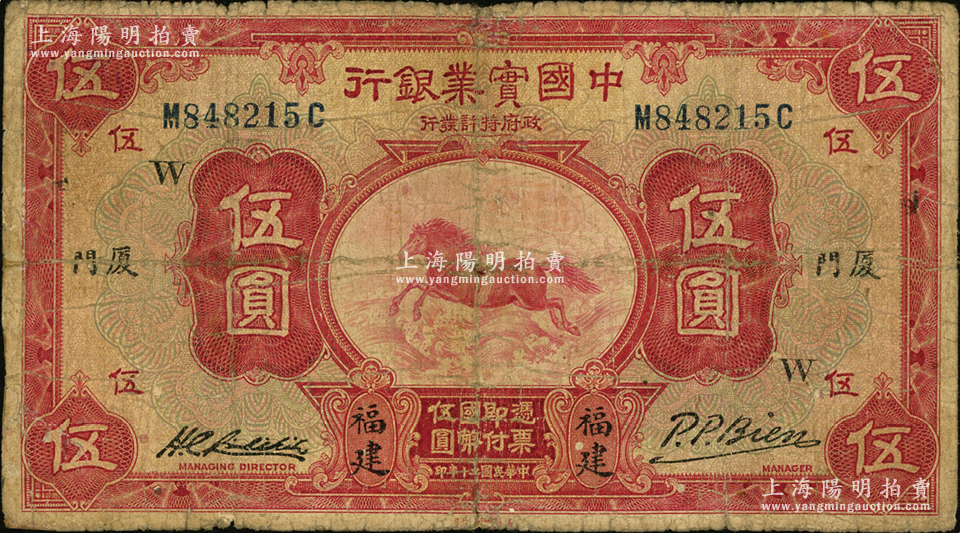 上海陽明拍賣
www.yangmingauction.com
伍
伍
行銀業實國中
行業許特府政
M848215C
M848215C
伍
伍
W
伍圓
伍圓
門厦
門厦
上海陽明拍賣
www.yangmingauction.com
W
伍
伍
憑票即付國幣伍圓
福建
福建
印年十二國民華中
P.P.Bien
MANAGING DIRECTOR
MANAGER
伍
伍
上海陽明拍賣
www.yangmingauction.com